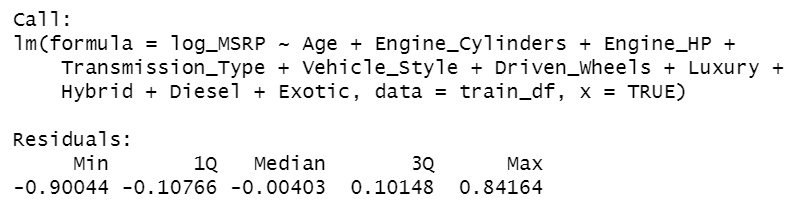 Call:
lm(formula = log_MSRP ~ Age + Engine_Cylinders + Engine_HP +
    Transmission_Type + Vehicle_Style + Driven_Wheels + Luxury +
    Hybrid + Diesel + Exotic, data = train_df, x = TRUE)

Residuals:
     Min       1Q   Median       3Q      Max
-0.90044 -0.10766 -0.00403  0.10148  0.84164